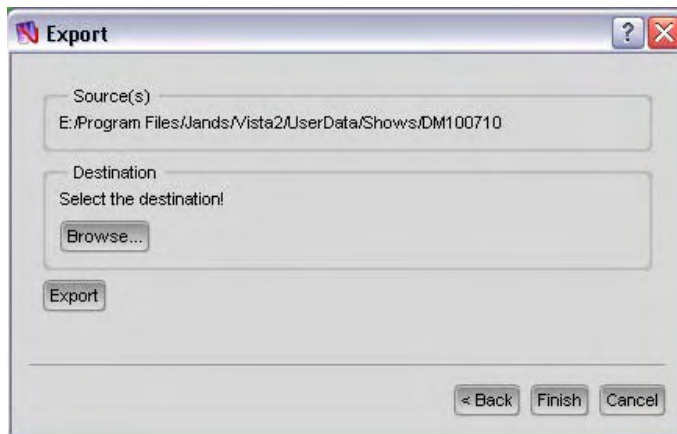 Export
?
Source(s)
E:/Program Files/Jands/Vista2/UserData/Shows/DM100710
Destination
Select the destination!
Browse...
Export
< Back Finish Cancel